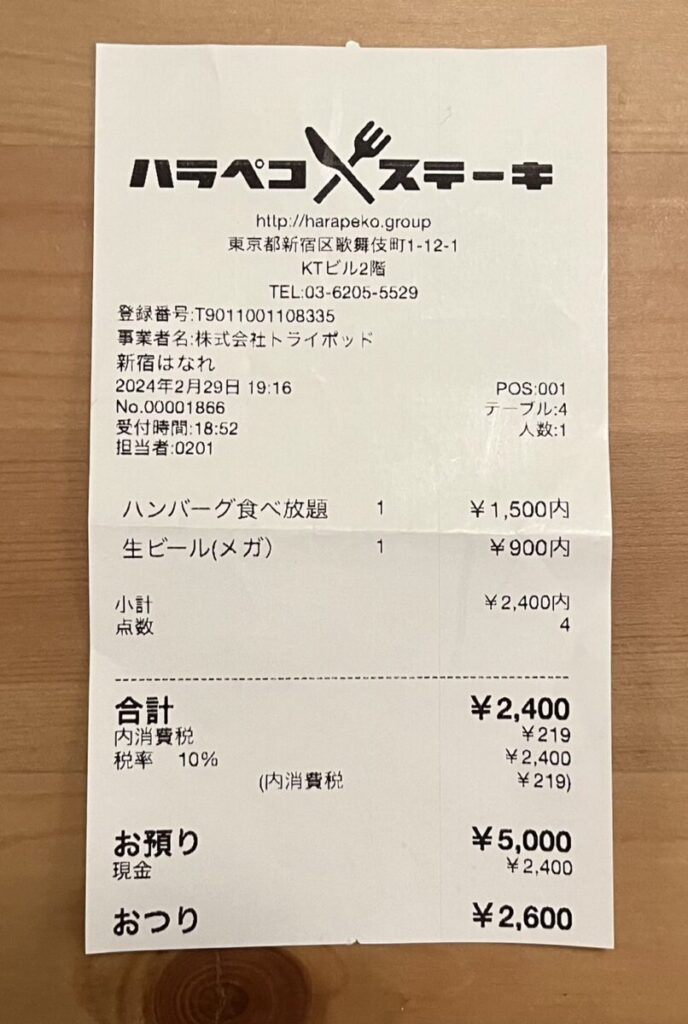 ハラペコステーキ
http://harapeko.group
東京都新宿区歌舞伎町1-12-1
KTビル2階
TEL:03-6205-5529
登録番号:T9011001108335
事業者名:株式会社トライポッド
新宿はなれ
2024年2月29日 19:16 POS:001
No.00001866 テーブル:4
受付時間:18:52 人数:1
担当者:0201
ハンバーグ食べ放題 1 ¥1,500内
生ビール(メガ) 1 ¥900内
小計 ¥2,400内
点数 4
合計 ¥2,400
内消費税 ¥219
税率 10% ¥2,400
(内消費税 ¥219)
お預り ¥5,000
現金 ¥2,400
おつり ¥2,600